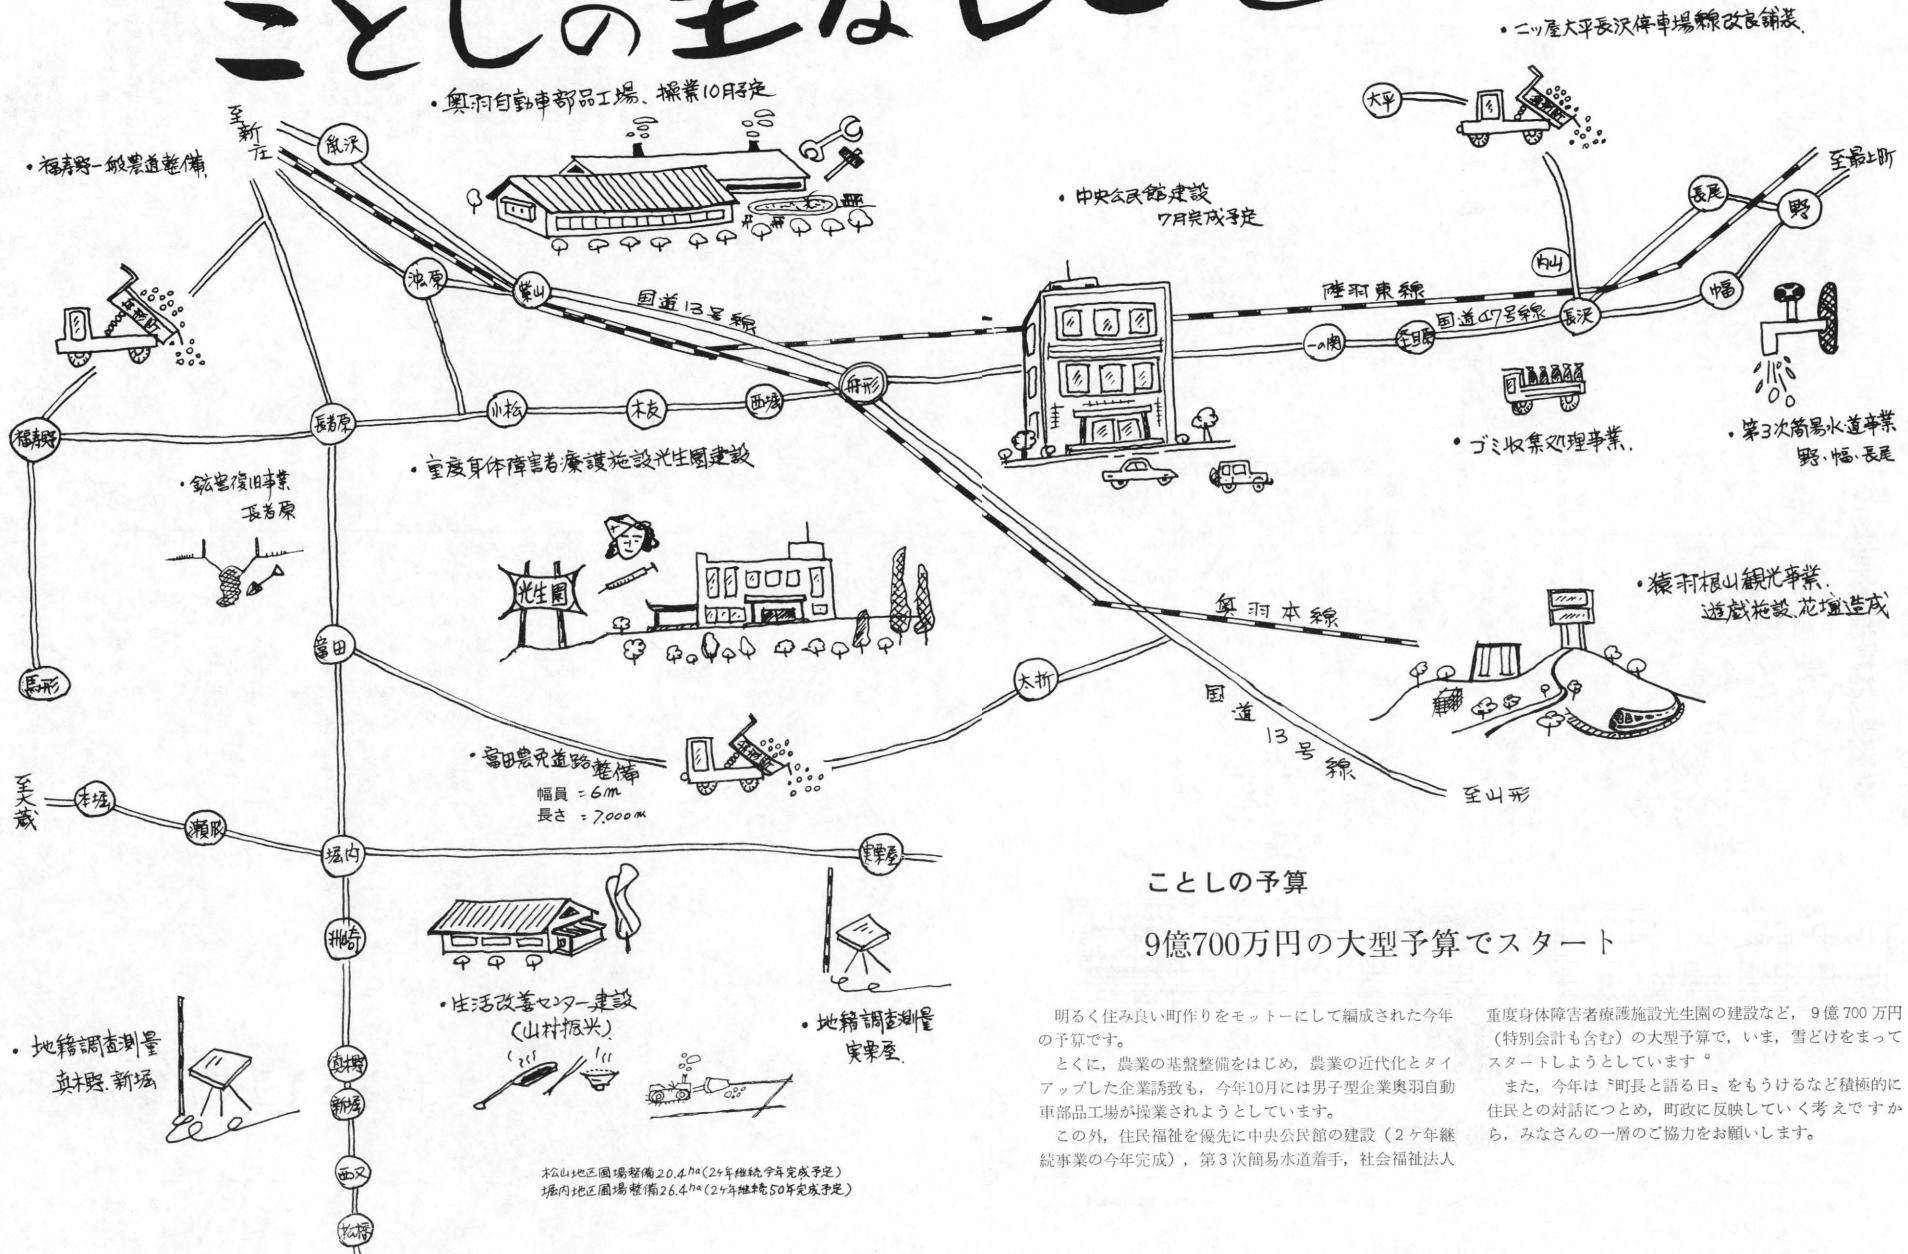 ことしの主なしごと
・二ッ屋大平長沢停車場線改良舗装
・奥羽自動車部品工場、操業10月予定
大平
至新庄
・福寿野一般農道整備
至最上町
長尾
野
・中央公民館建設
7月完成予定
内山
沖の原
紫山
国道13号線
陸羽東線
幅
舟形町
一の関
国道47号線
長沢
舟形
小松
木友
西堀
長者原
福寿野
・ゴミ収集処理事業
・第3次簡易水道事業
野・幅・長尾
・重度身体障害者療護施設光生園建設
・鉱害復旧事業
長者原
光生園
・猿羽根山観光事業
遊戯施設、花壇造成
奥羽本線
富田
馬形
太折
国道13号線
・富田農免道路整備
幅員=6m
長さ=7.000m
至山形
至大蔵
本堀
瀬脇
堀内
実栗屋
洲崎
・生活改善センター建設
(山村振興)
・地籍調査測量
実栗屋
・地籍調査測量
真木野.新堀
真木野
新堀
西又
松橋
松山地区圃場整備20.4ha(2ヶ年継続今年完成予定)
堀内地区圃場整備26.4ha(2ヶ年継続50年完成予定)
ことしの予算
9億700万円の大型予算でスタート
明るく住み良い町作りをモットーにして編成された今年
の予算です。
とくに，農業の基盤整備をはじめ，農業の近代化とタイ
アップした企業誘致も，今年10月には男子型企業奥羽自動
車部品工場が操業されようとしています。
この外，住民福祉を優先に中央公民館の建設（2ケ年継
続事業の今年完成），第3次簡易水道着手，社会福祉法人
重度身体障害者療護施設光生園の建設など，9億700万円
（特別会計も含む）の大型予算で，いま，雪どけをまって
スタートしようとしています。
また，今年は〝町長と語る日〟をもうけるなど積極的に
住民との対話につとめ，町政に反映していく考えですか
ら，みなさんの一層のご協力をお願いします。